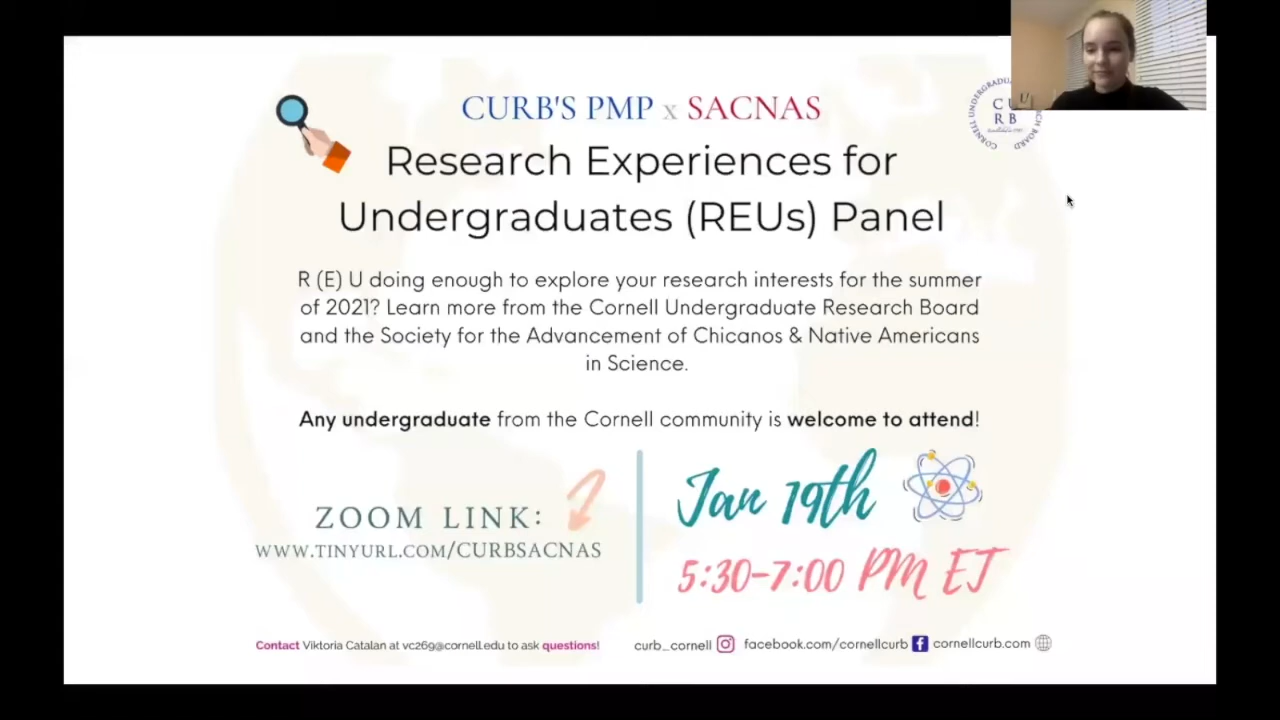 CURB'S PMP x SACNAS
Research Experiences for
Undergraduates (REUs) Panel
CORNELL UNDERGRADUATE
CU
RB
R (E) U doing enough to explore your research interests for the summer
of 2021? Learn more from the Cornell Undergraduate Research Board
and the Society for the Advancement of Chicanos & Native Americans
in Science.
Any undergraduate from the Cornell community is welcome to attend!
ZOOM LINK:
WWW.TINYURL.COM/CURBSACNAS
Jan 19th
5:30-7:00 PM ET
Contact Viktoria Catalan at vc269@cornell.edu to ask questions!
curb_cornell facebook.com/cornellcurb cornellcurb.com